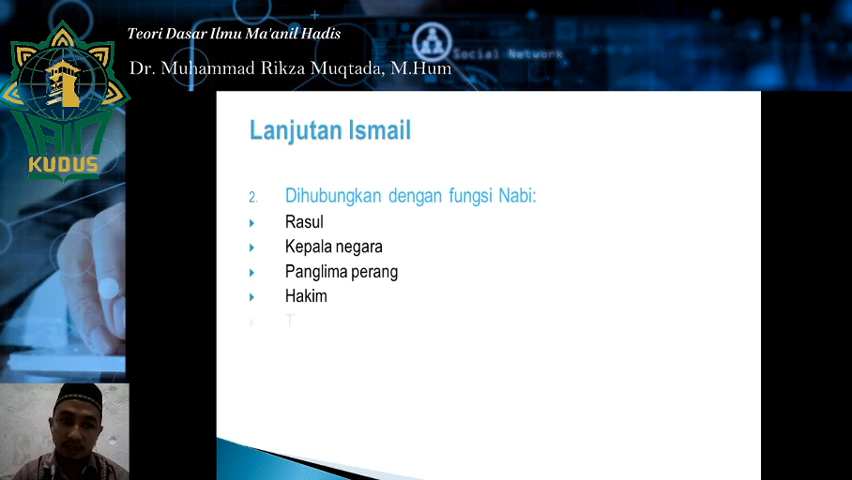 Teori Dasar Ilmu Ma'anil Hadis
Social Network
Dr. Muhammad Rikza Muqtada, M.Hum
IAIN
KUDUS
Lanjutan Ismail
2. Dihubungkan dengan fungsi Nabi:
Rasul
Kepala negara
Panglima perang
Hakim
T